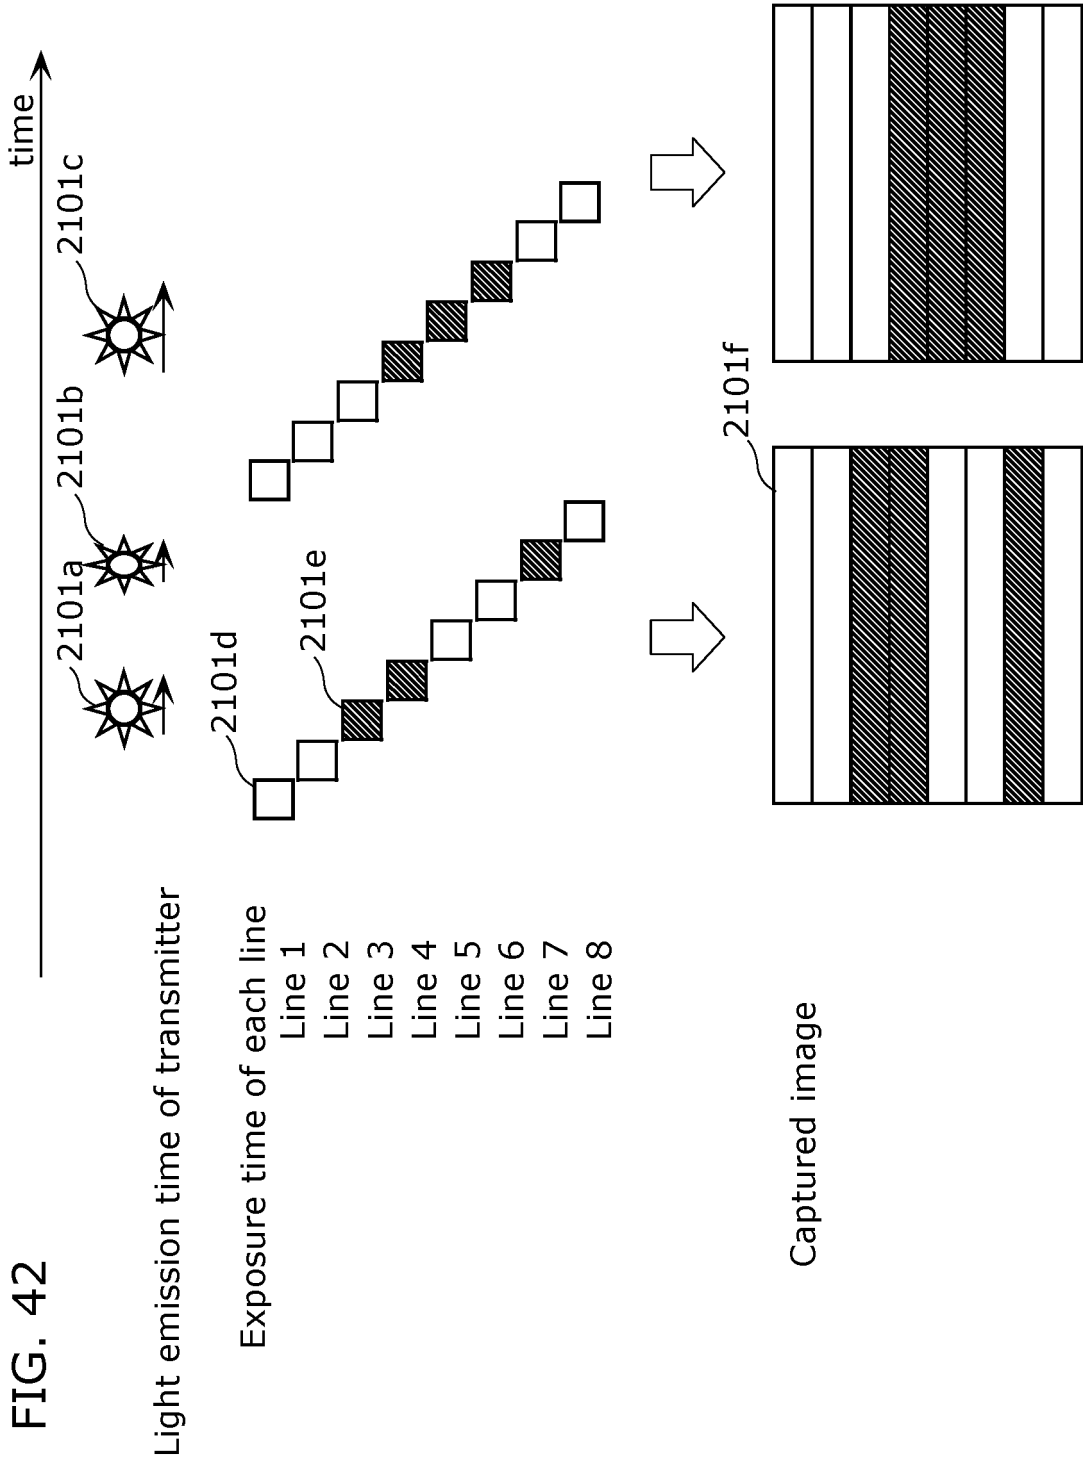 FIG. 42
time
Light emission time of transmitter
2101a
2101b
2101c
Exposure time of each line
2101d
2101e
Line 1
Line 2
Line 3
Line 4
Line 5
Line 6
Line 7
Line 8
2101f
Captured image